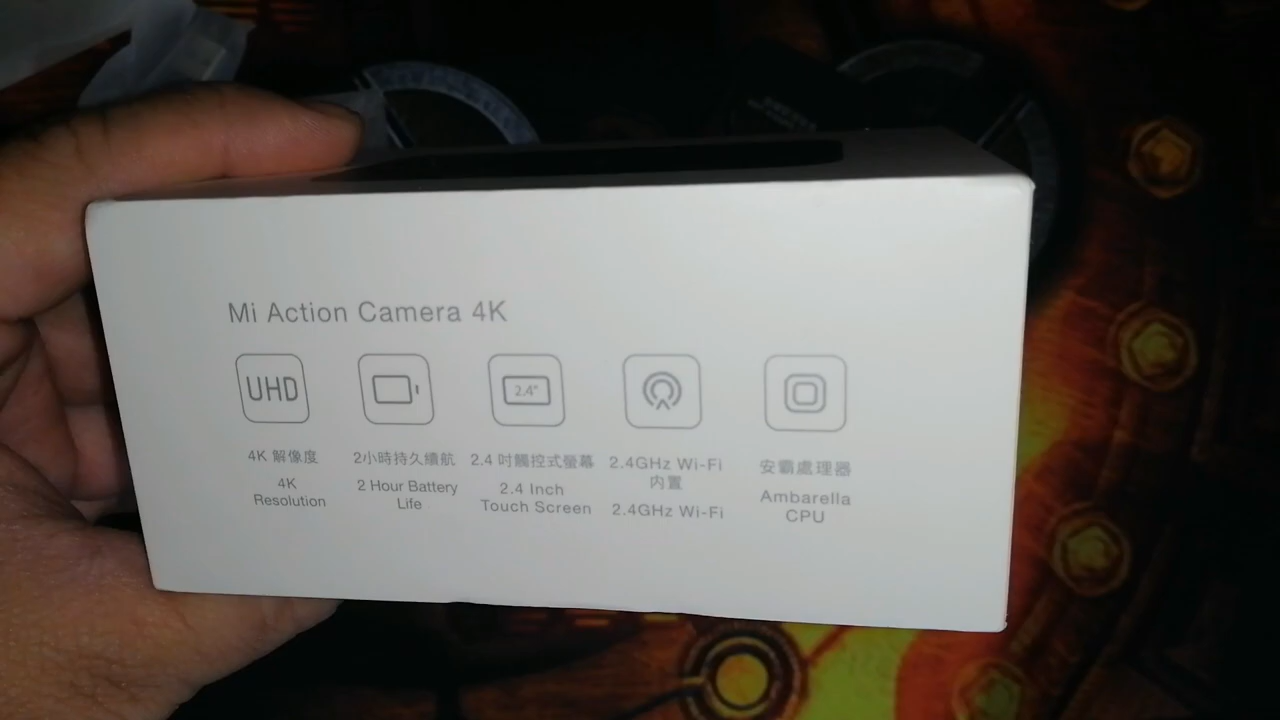 Mi Action Camera 4K
UHD
2.4"
4K 解像度
4K
Resolution
2小時持久續航
2 Hour Battery
Life
2.4 吋觸控式螢幕
2.4 Inch
Touch Screen
2.4GHz Wi-Fi
内置
2.4GHz Wi-Fi
安霸處理器
Ambarella
CPU